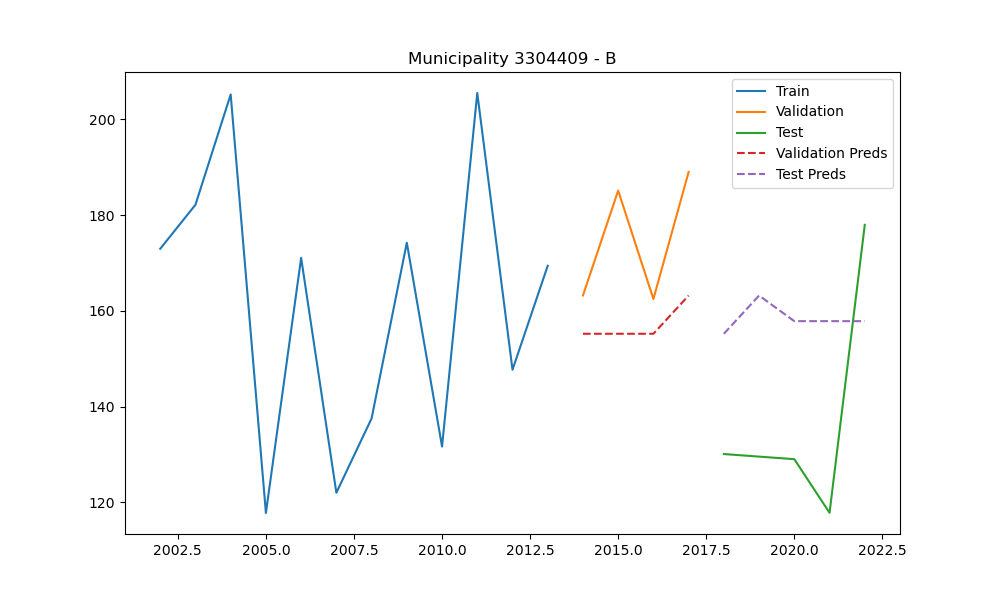 Municipality 3304409 - B
Train
Validation
Test
Validation Preds
Test Preds
200
180
160
140
120
2002.5 2005.0 2007.5 2010.0 2012.5 2015.0 2017.5 2020.0 2022.5